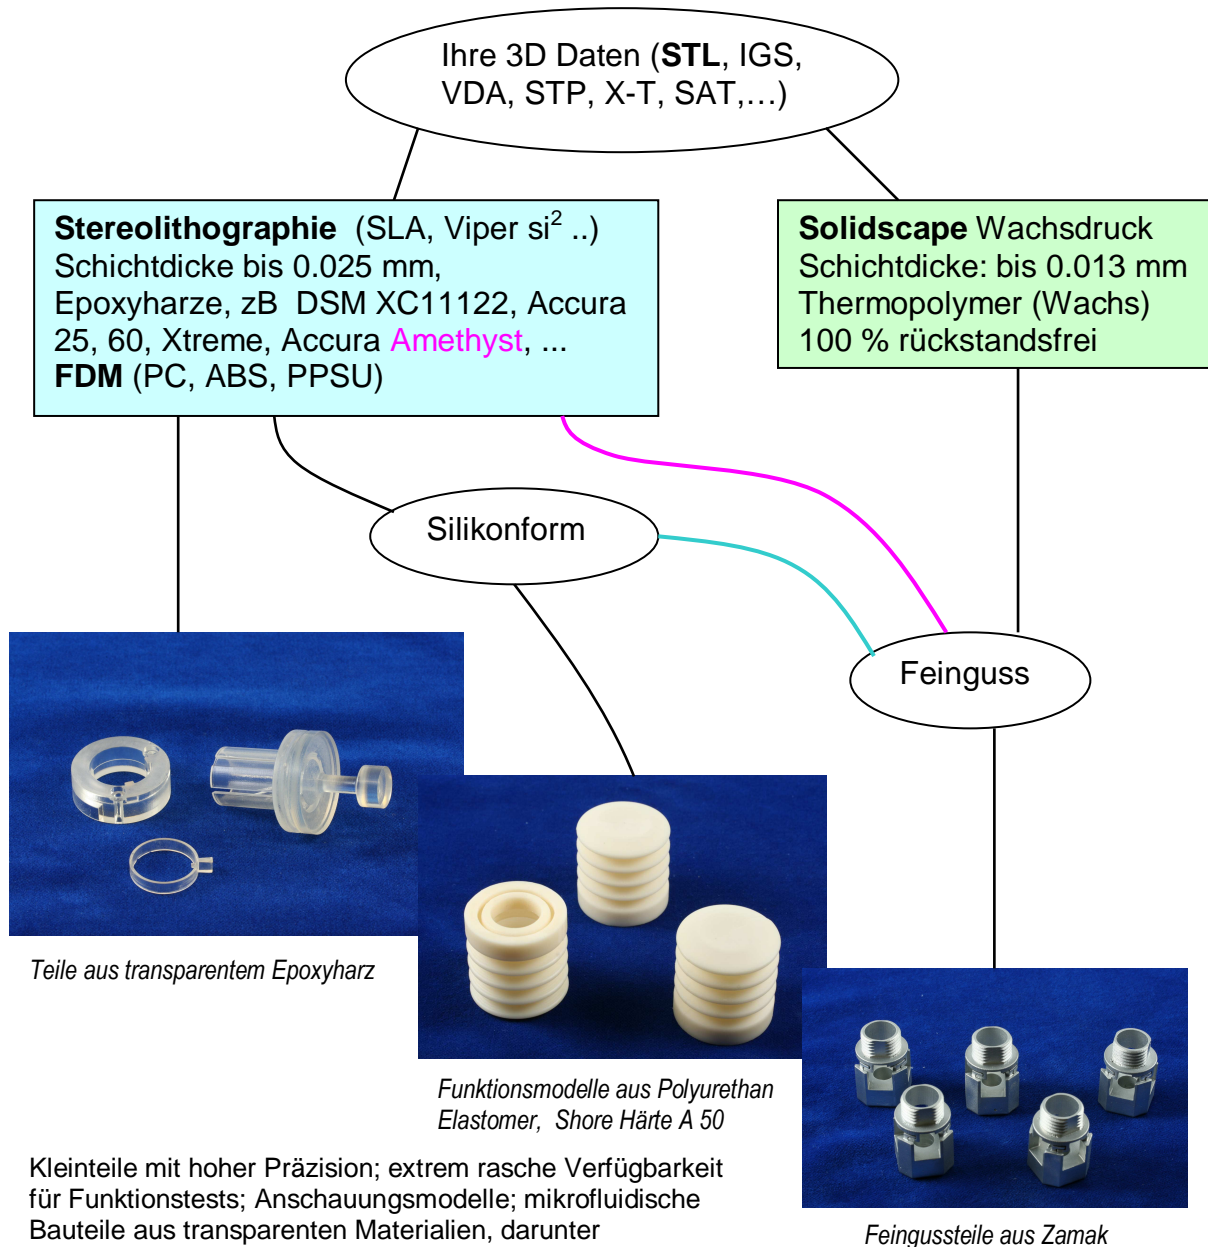 Ihre 3D Daten (STL, IGS,
VDA, STP, X-T, SAT,…)
Stereolithographie (SLA, Viper si² ..)
Schichtdicke bis 0.025 mm,
Epoxyharze, zB DSM XC11122, Accura
25, 60, Xtreme, Accura Amethyst, ...
FDM (PC, ABS, PPSU)
Solidscape Wachsdruck
Schichtdicke: bis 0.013 mm
Thermopolymer (Wachs)
100 % rückstandsfrei
Silikonform
Feinguss
Teile aus transparentem Epoxyharz
Funktionsmodelle aus Polyurethan
Elastomer, Shore Härte A 50
Kleinteile mit hoher Präzision; extrem rasche Verfügbarkeit
für Funktionstests; Anschauungsmodelle; mikrofluidische
Bauteile aus transparenten Materialien, darunter
Feingussteile aus Zamak